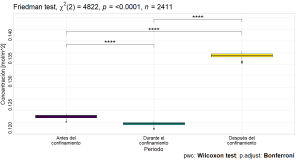 Friedman test, χ²(2) = 4822, p = <0.0001, n = 2411
****
****
****
Concentración [mol/m^2]
0.140
0.135
0.130
0.125
0.120
Antes del
confinamiento
Durante el
confinamiento
Después del
confinamiento
Periodo
pwc: Wilcoxon test; p.adjust: Bonferroni